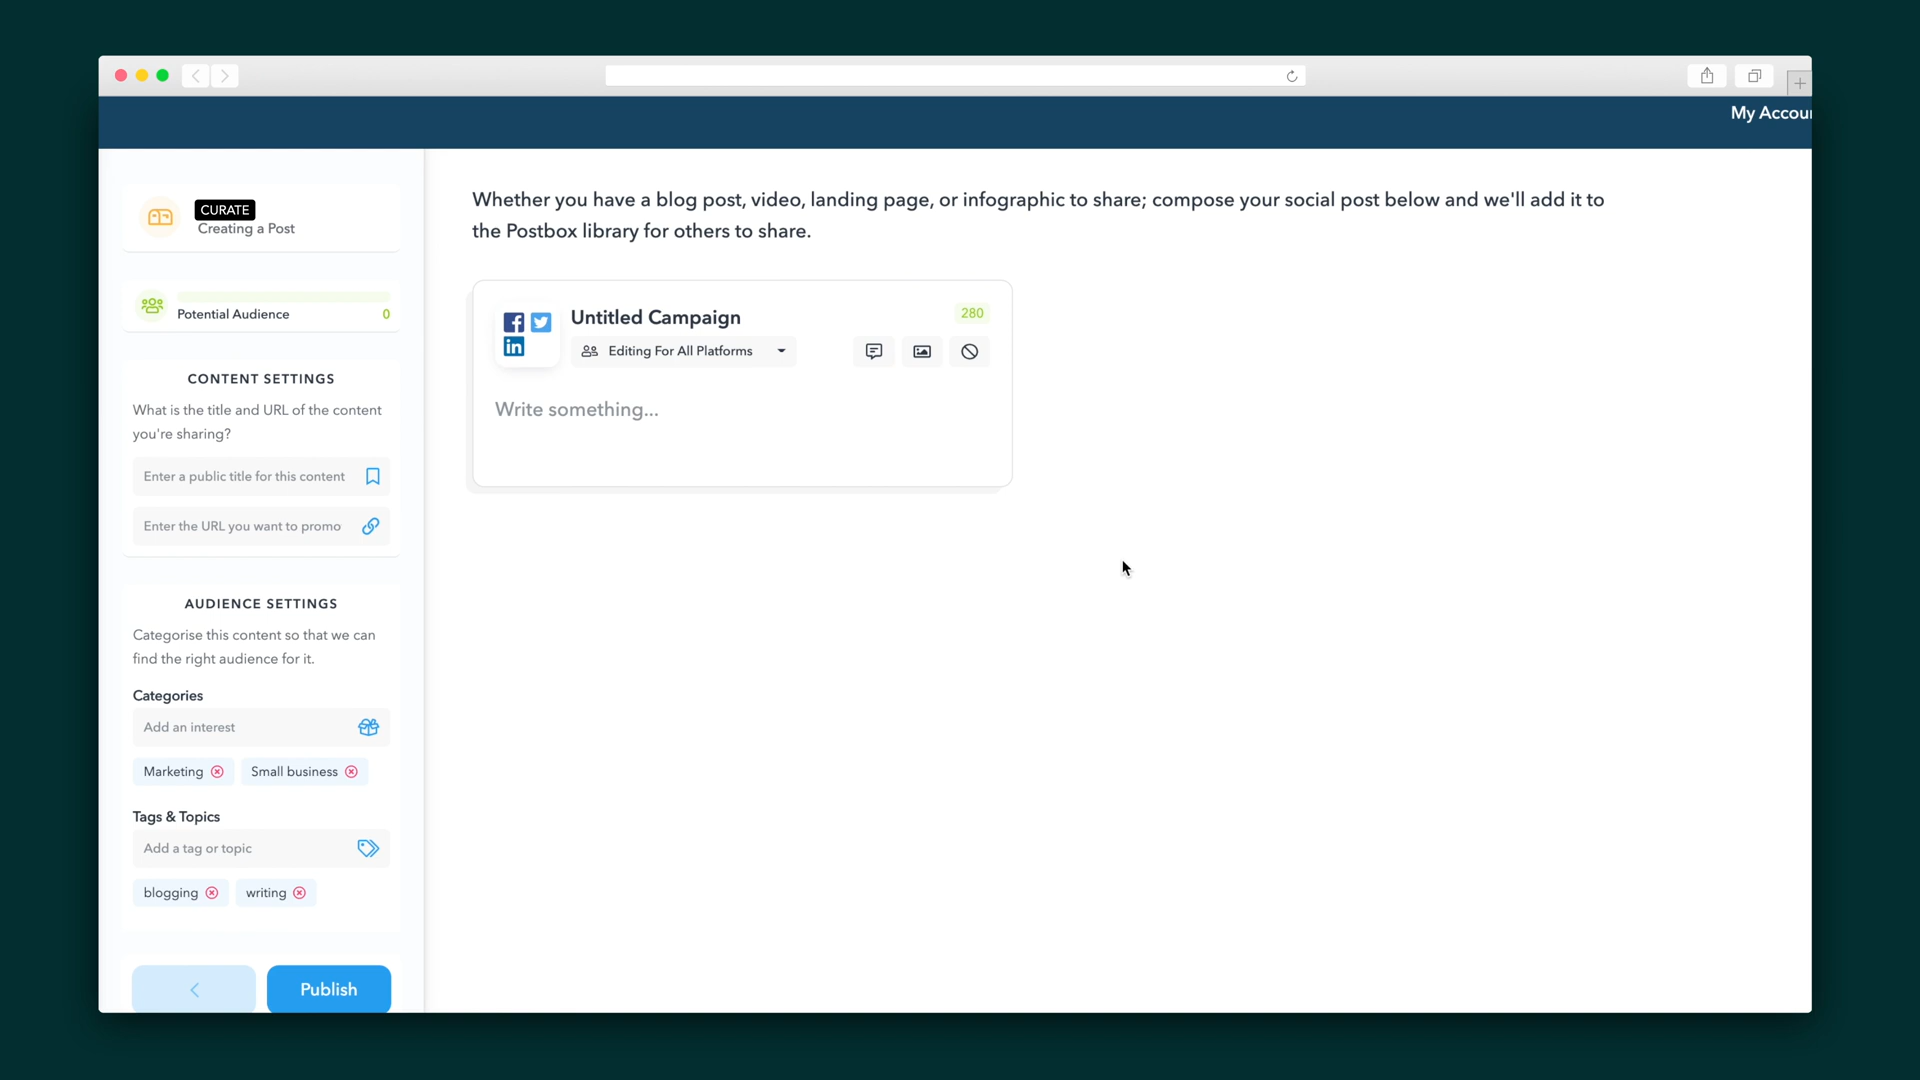 My Accou
CURATE
Creating a Post
Potential Audience 0
CONTENT SETTINGS
What is the title and URL of the content
you're sharing?
Enter a public title for this content
Enter the URL you want to promo
AUDIENCE SETTINGS
Categorise this content so that we can
find the right audience for it.
Categories
Add an interest
Marketing Small business
Tags & Topics
Add a tag or topic
blogging writing
Publish
Whether you have a blog post, video, landing page, or infographic to share; compose your social post below and we'll add it to
the Postbox library for others to share.
Untitled Campaign 280
Editing For All Platforms
Write something...